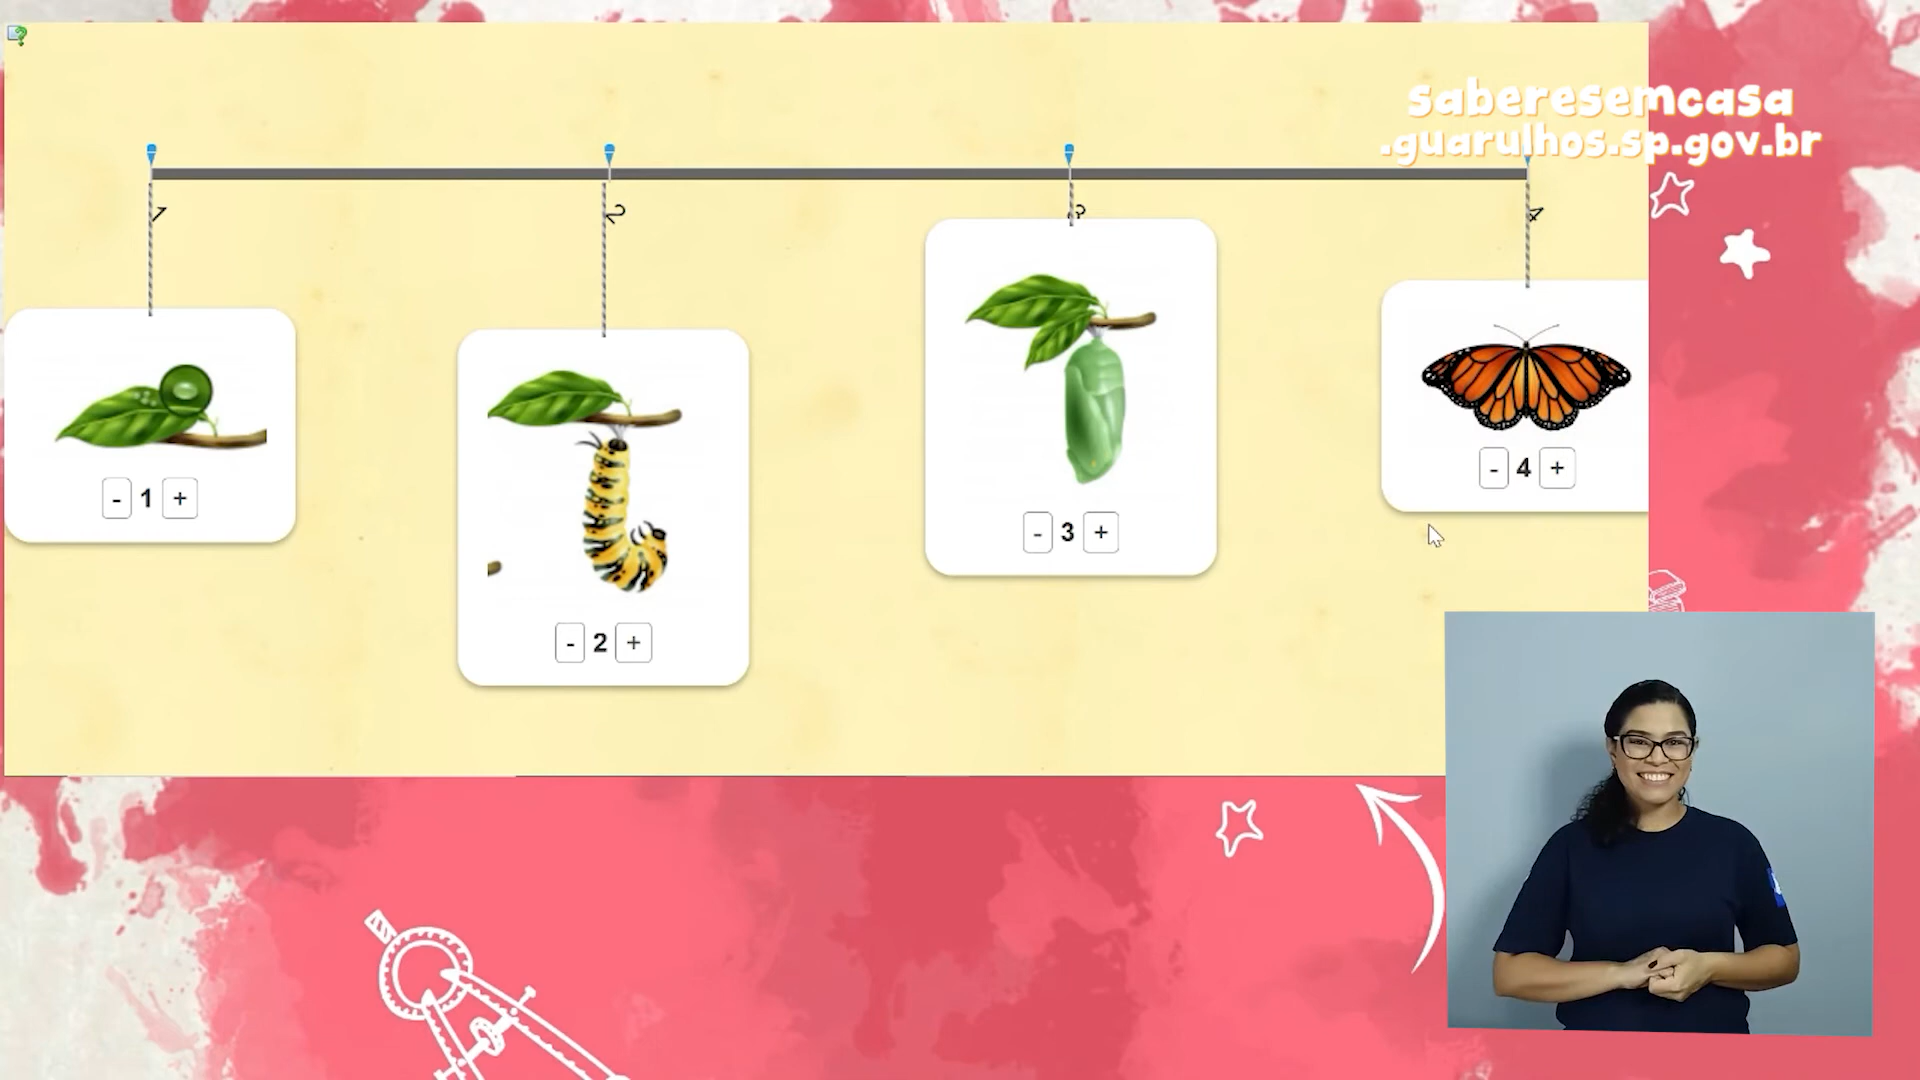 saberesemcasa
.guarulhos.sp.gov.br
1
2
3
4
- 1 +
- 2 +
- 3 +
- 4 +